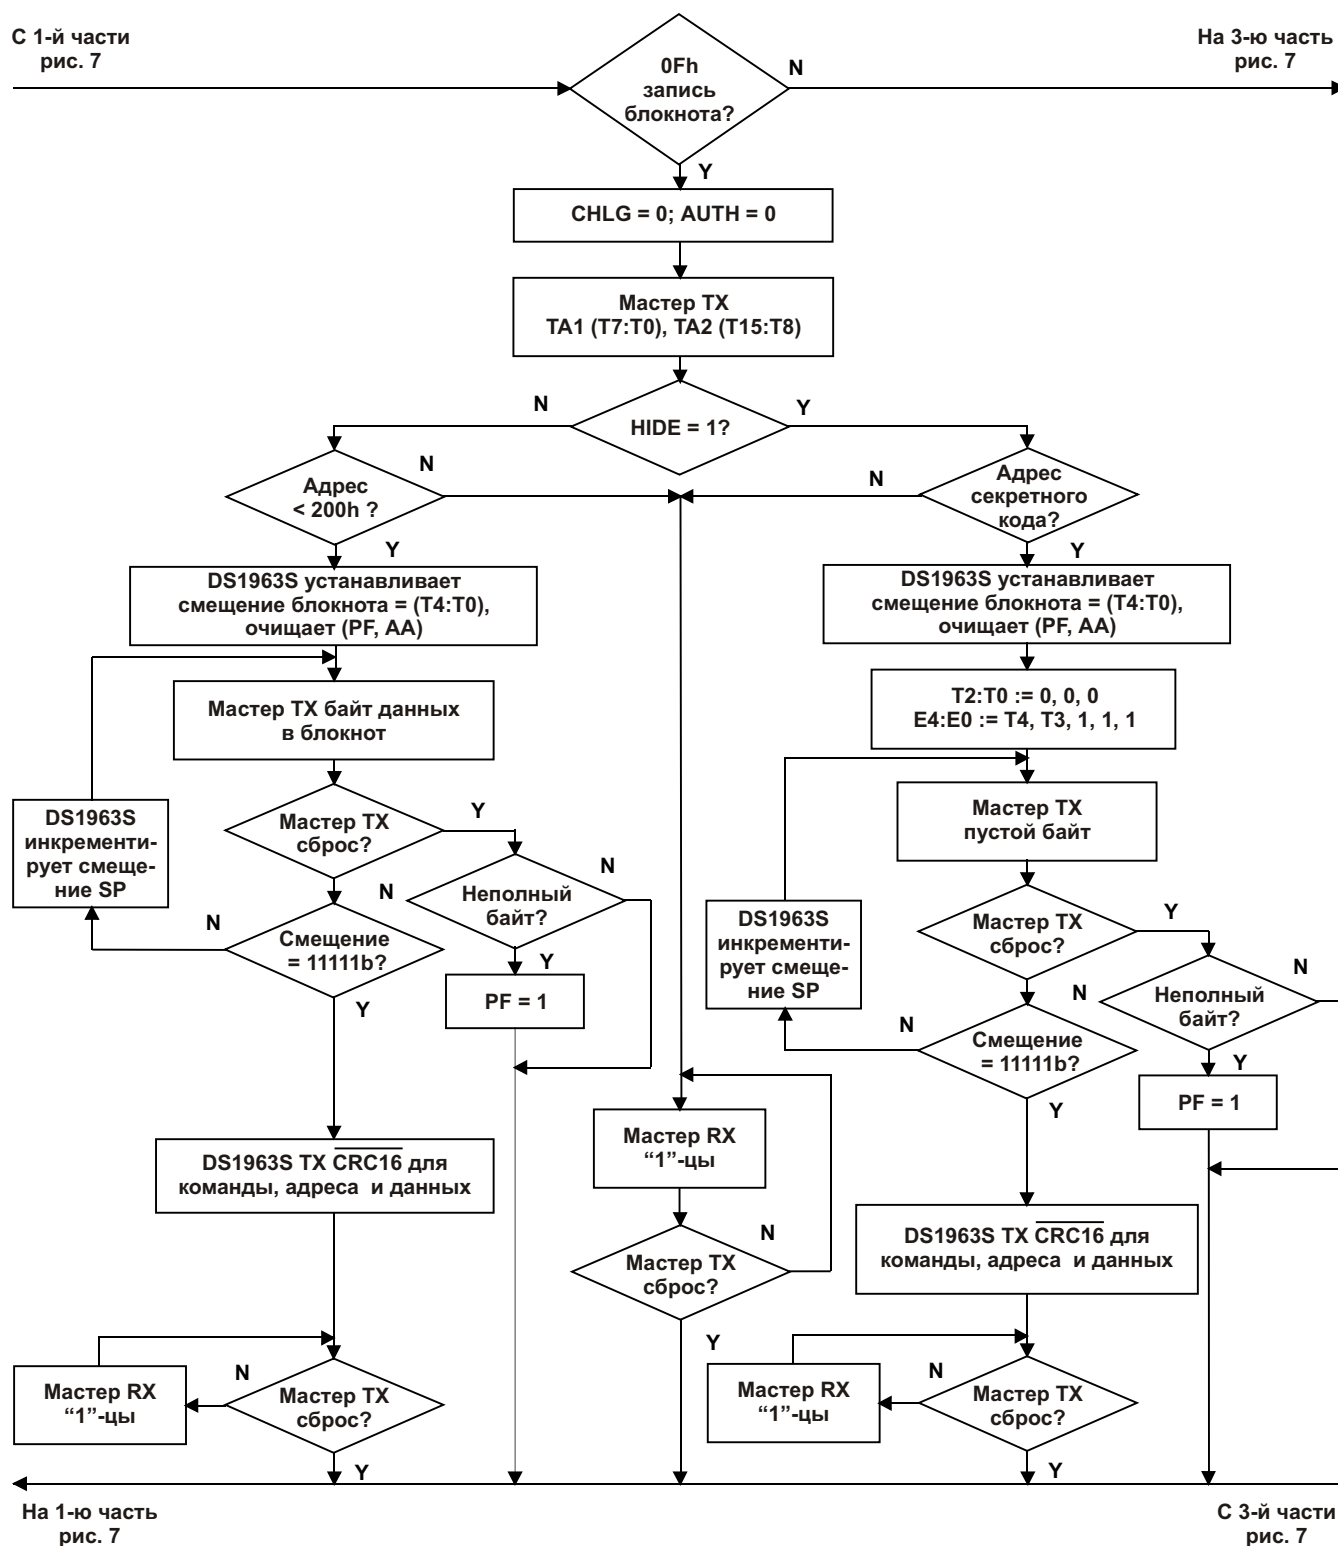 С 1-й части
рис. 7
На 3-ю часть
рис. 7
0Fh
запись
блокнота?
N
Y
CHLG = 0; AUTH = 0
Мастер TX
TA1 (T7:T0), TA2 (T15:T8)
N
HIDE = 1?
Y
Адрес
< 200h ?
N
Y
N
Адрес
секретного
кода?
Y
DS1963S устанавливает
смещение блокнота = (T4:T0),
очищает (PF, AA)
DS1963S устанавливает
смещение блокнота = (T4:T0),
очищает (PF, AA)
Мастер TX байт данных
в блокнот
T2:T0 := 0, 0, 0
E4:E0 := T4, T3, 1, 1, 1
DS1963S
инкременти-
рует смеще-
ние SP
Мастер TX
сброс?
Y
N
Неполный
байт?
N
Y
PF = 1
N
Смещение
= 11111b?
Y
Мастер TX
пустой байт
DS1963S
инкременти-
рует смеще-
ние SP
Мастер TX
сброс?
Y
N
Неполный
байт?
N
Y
PF = 1
N
Смещение
= 11111b?
Y
DS1963S TX CRC16 для
команды, адреса и данных
Мастер RX
“1”-цы
Мастер TX
сброс?
N
Y
DS1963S TX CRC16 для
команды, адреса и данных
Мастер RX
“1”-цы
N
Мастер TX
сброс?
Y
Мастер RX
“1”-цы
N
Мастер TX
сброс?
Y
На 1-ю часть
рис. 7
С 3-й части
рис. 7